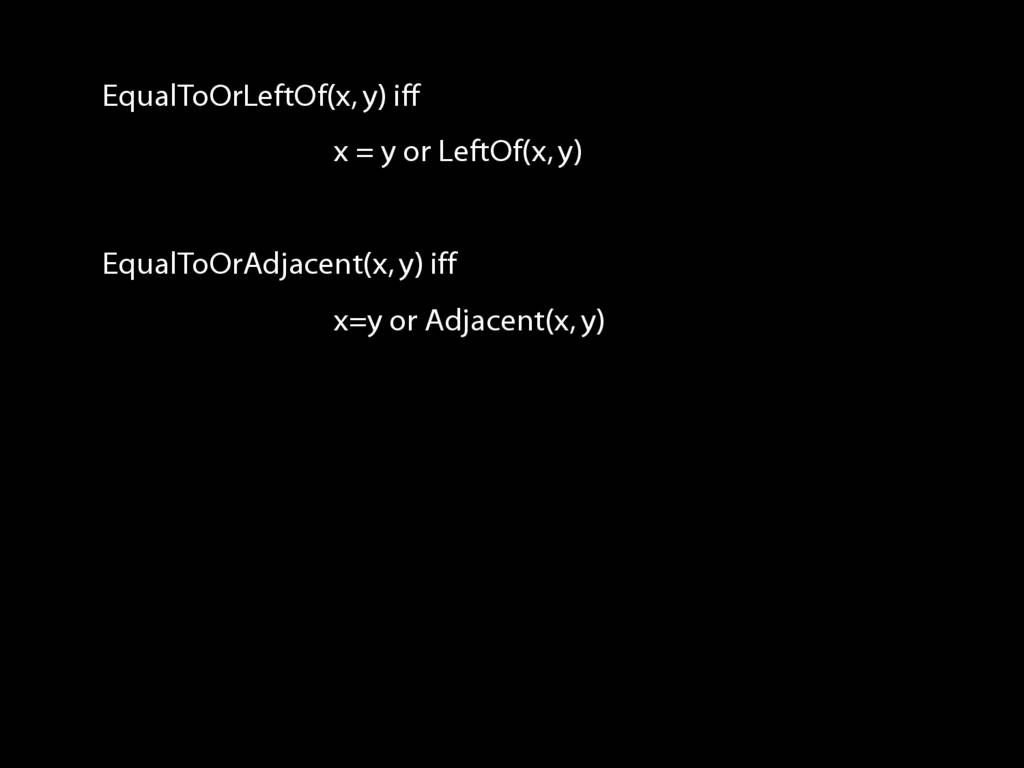 EqualToOrLeftOf(x, y) iff
x = y or LeftOf(x, y)
EqualToOrAdjacent(x, y) iff
x=y or Adjacent(x, y)